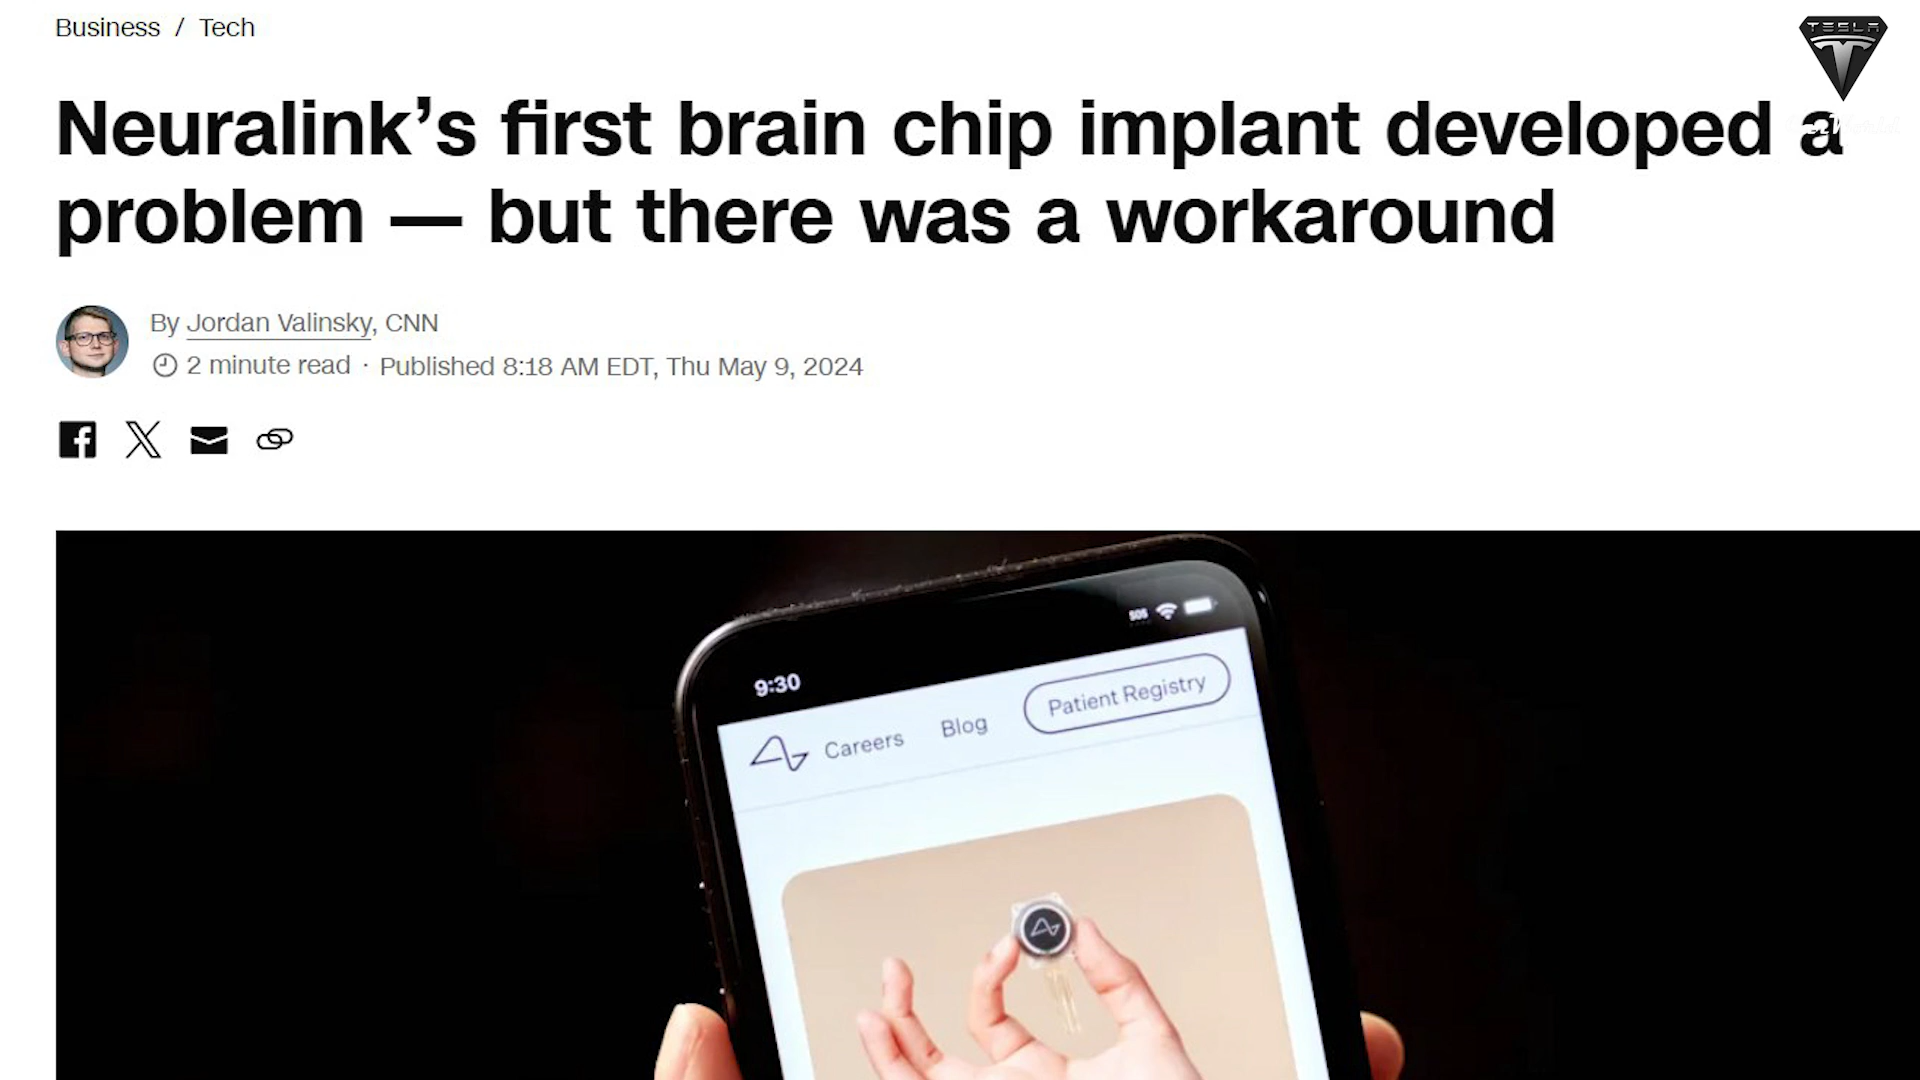 Business / Tech
TESLA
Neuralink’s first brain chip implant developed a
problem — but there was a workaround
By Jordan Valinsky, CNN
2 minute read · Published 8:18 AM EDT, Thu May 9, 2024
SOS
9:30
Careers Blog Patient Registry